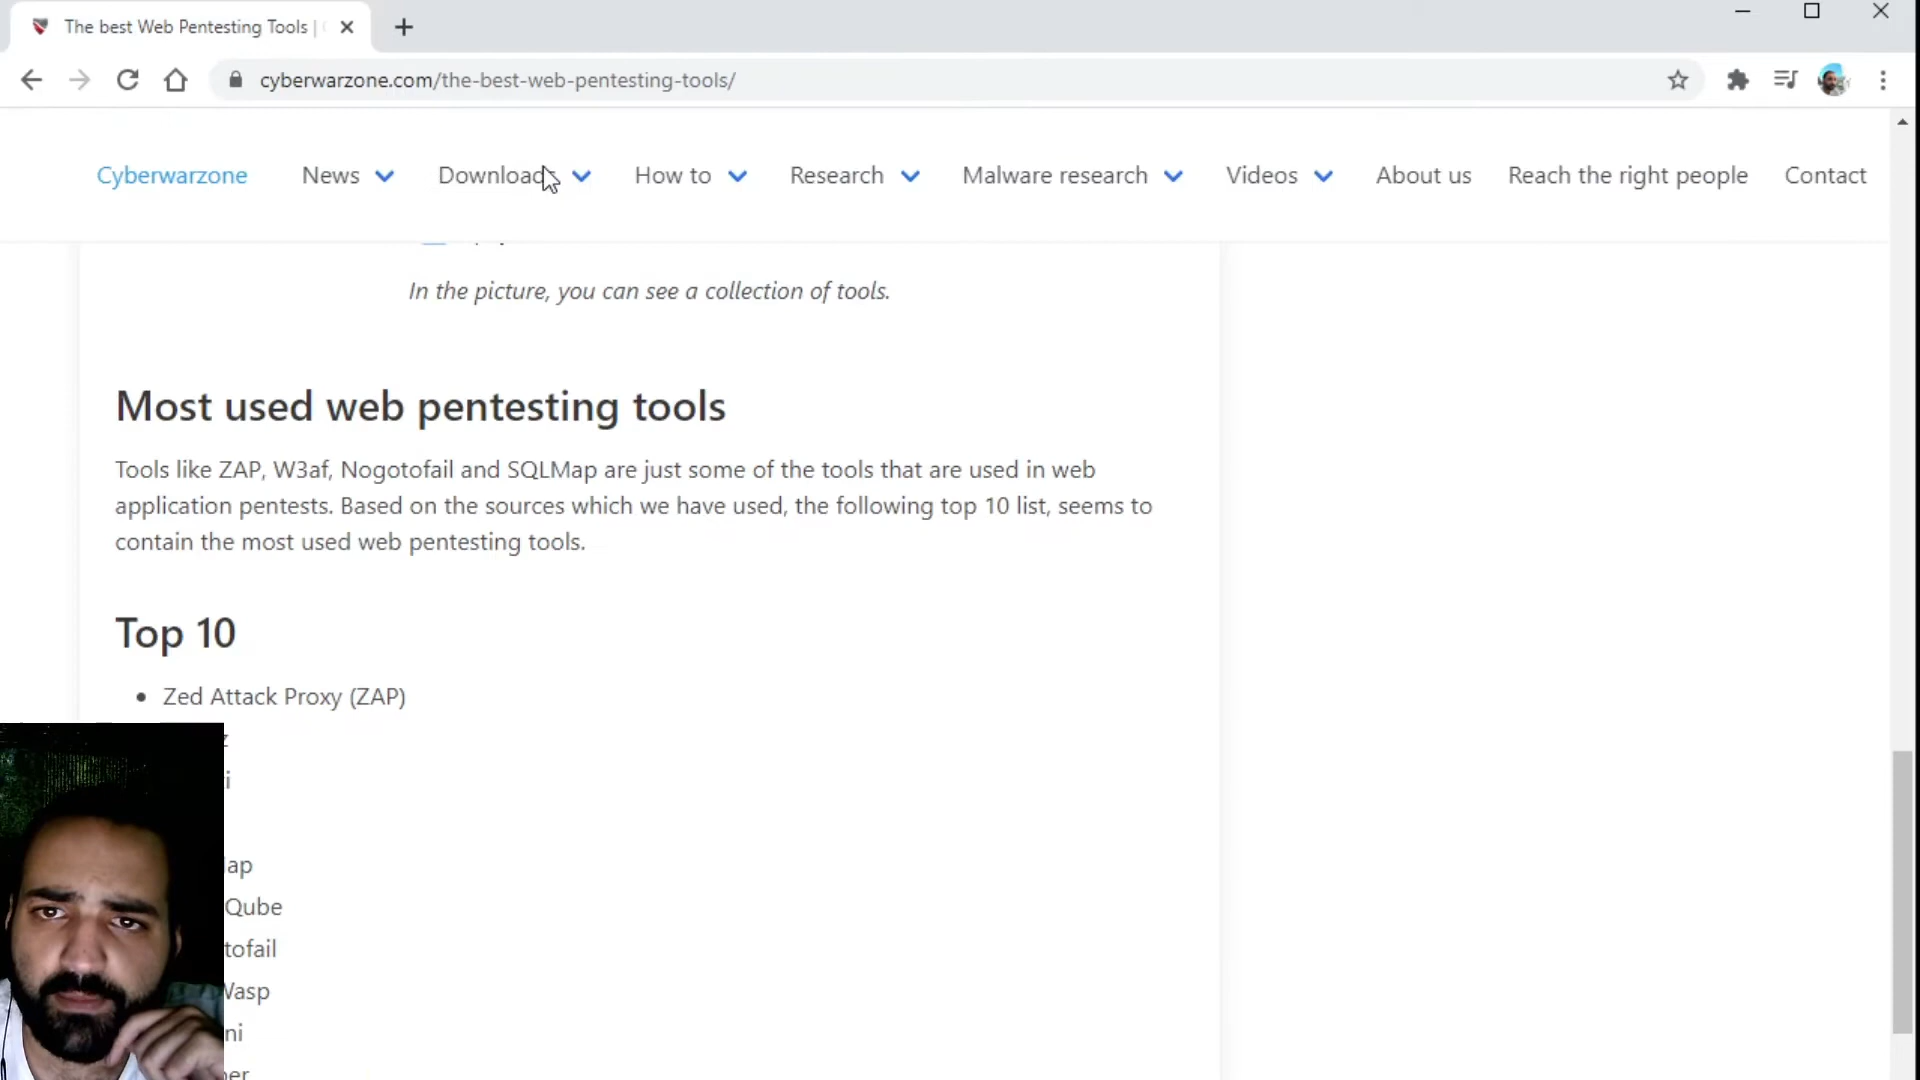 The best Web Pentesting Tools |
cyberwarzone.com/the-best-web-pentesting-tools/
Cyberwarzone News Downloads How to Research Malware research Videos About us Reach the right people Contact
In the picture, you can see a collection of tools.
Most used web pentesting tools
Tools like ZAP, W3af, Nogotofail and SQLMap are just some of the tools that are used in web
application pentests. Based on the sources which we have used, the following top 10 list, seems to
contain the most used web pentesting tools.
Top 10
Zed Attack Proxy (ZAP)
Qube
tofail